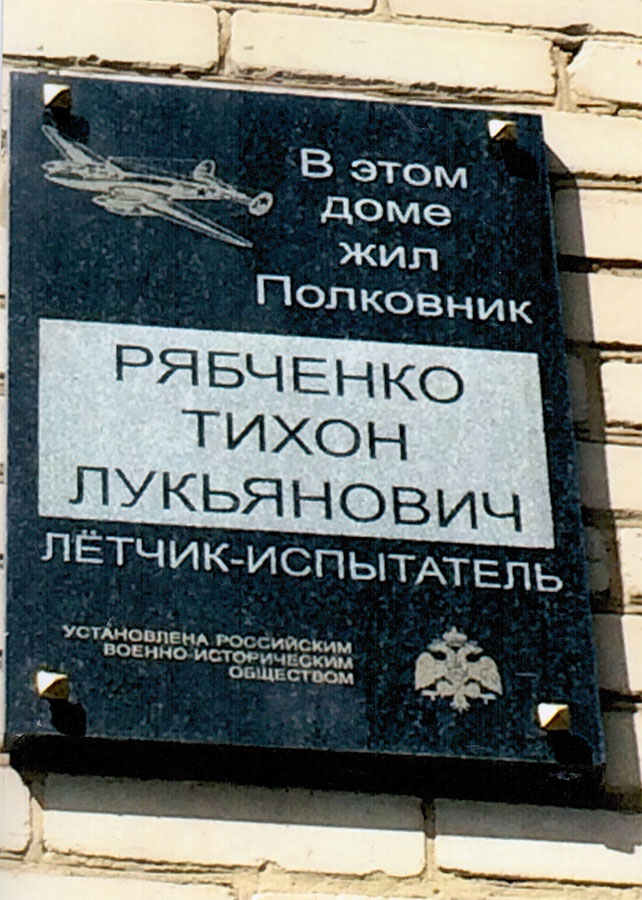 В этом
доме
жил
Полковник
РЯБЧЕНКО
ТИХОН
ЛУКЬЯНОВИЧ
ЛЁТЧИК-ИСПЫТАТЕЛЬ
УСТАНОВЛЕНА РОССИЙСКИМ
ВОЕННО-ИСТОРИЧЕСКИМ
ОБЩЕСТВОМ